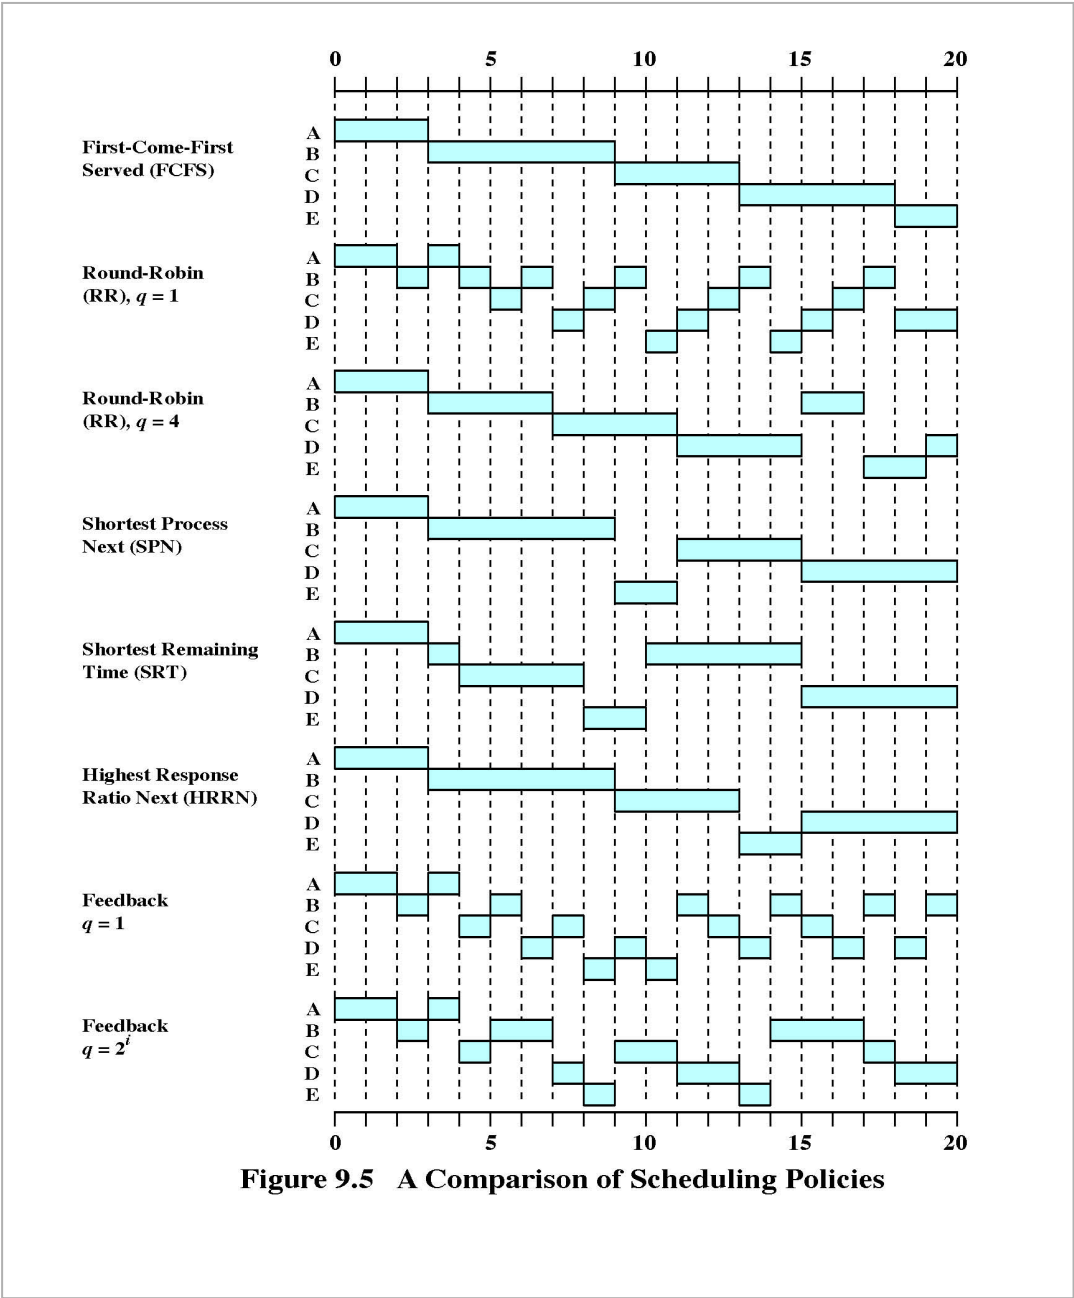 0 5 10 15 20
First-Come-First
Served (FCFS)
A
B
C
D
E
Round-Robin
(RR), q = 1
A
B
C
D
E
Round-Robin
(RR), q = 4
A
B
C
D
E
Shortest Process
Next (SPN)
A
B
C
D
E
Shortest Remaining
Time (SRT)
A
B
C
D
E
Highest Response
Ratio Next (HRRN)
A
B
C
D
E
Feedback
q = 1
A
B
C
D
E
Feedback
q = 2^i
A
B
C
D
E
0 5 10 15 20
Figure 9.5 A Comparison of Scheduling Policies